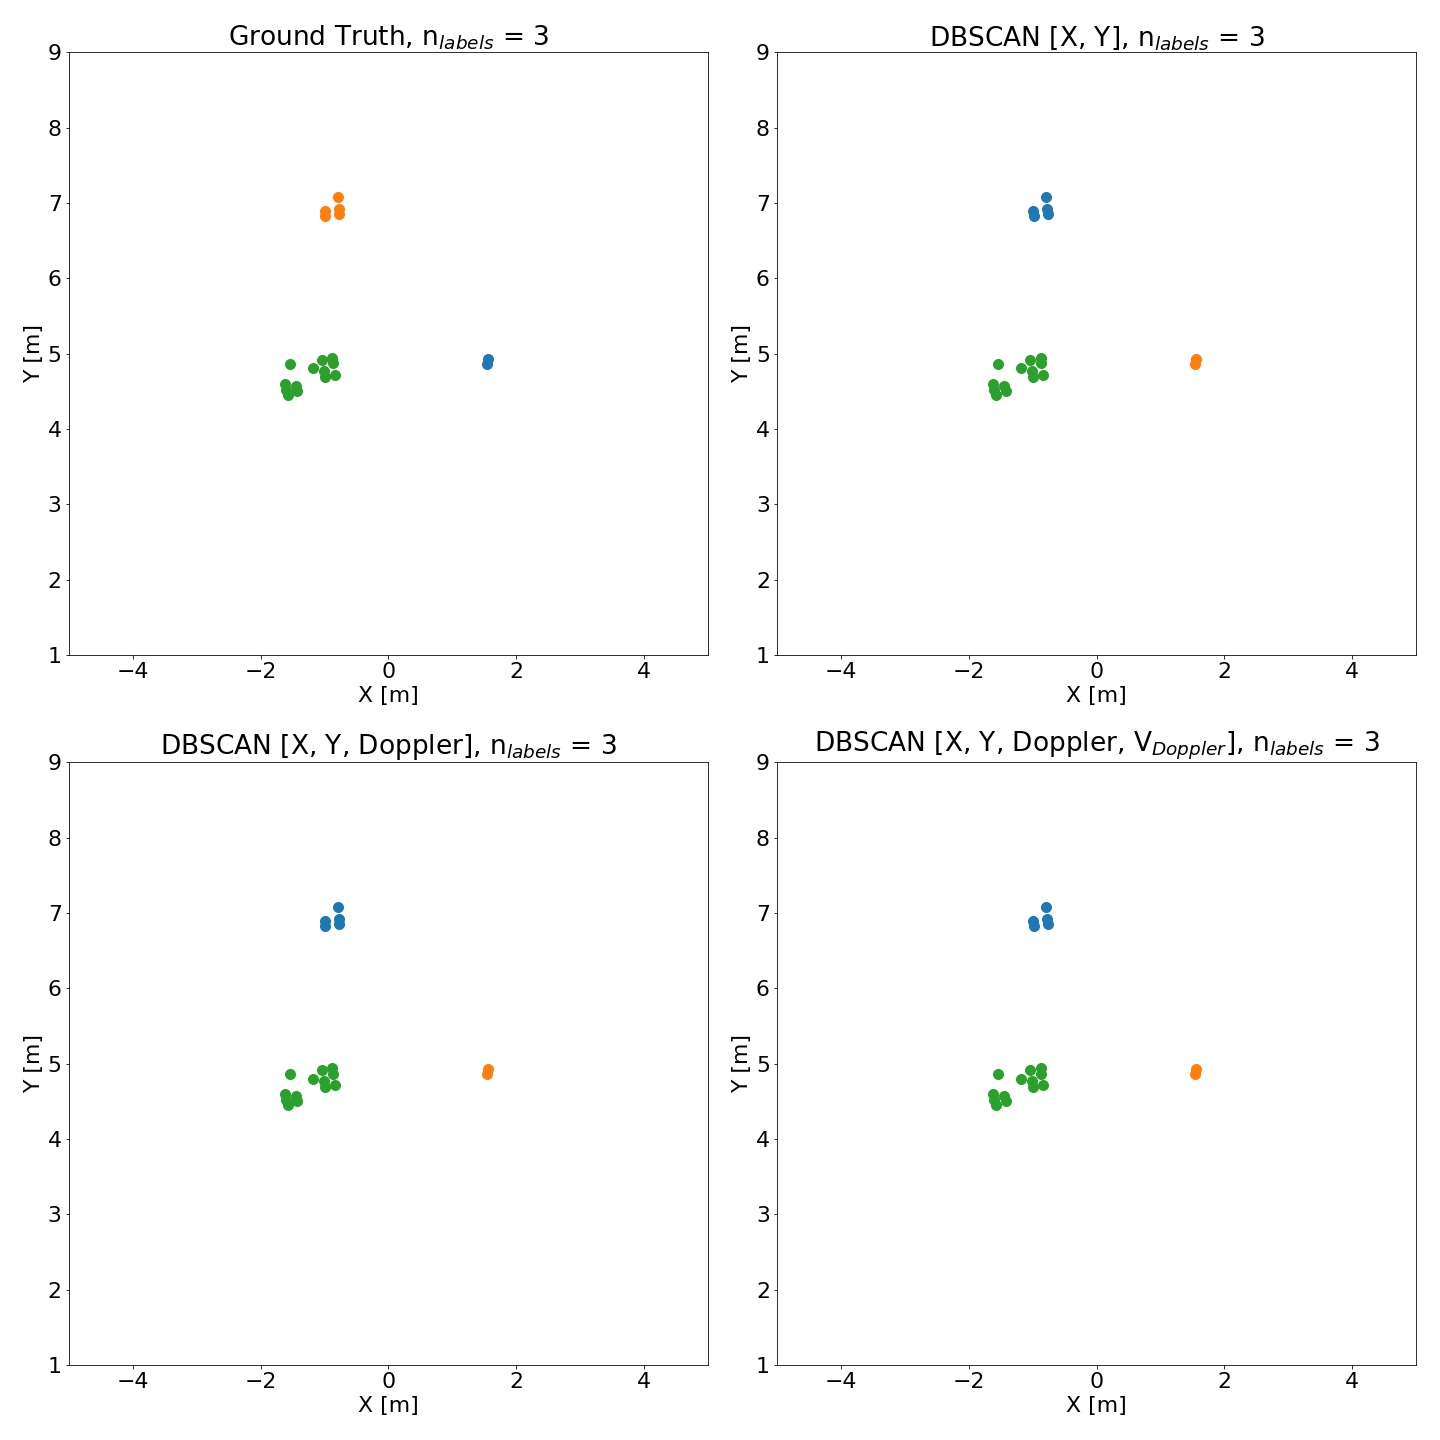 Ground Truth, n_labels = 3
9
8
7
6
5
4
3
2
1
Y [m]
−4 −2 0 2 4
X [m]
DBSCAN [X, Y], n_labels = 3
9
8
7
6
5
4
3
2
1
Y [m]
−4 −2 0 2 4
X [m]
DBSCAN [X, Y, Doppler], n_labels = 3
9
8
7
6
5
4
3
2
1
Y [m]
−4 −2 0 2 4
X [m]
DBSCAN [X, Y, Doppler, V_Doppler], n_labels = 3
9
8
7
6
5
4
3
2
1
Y [m]
−4 −2 0 2 4
X [m]